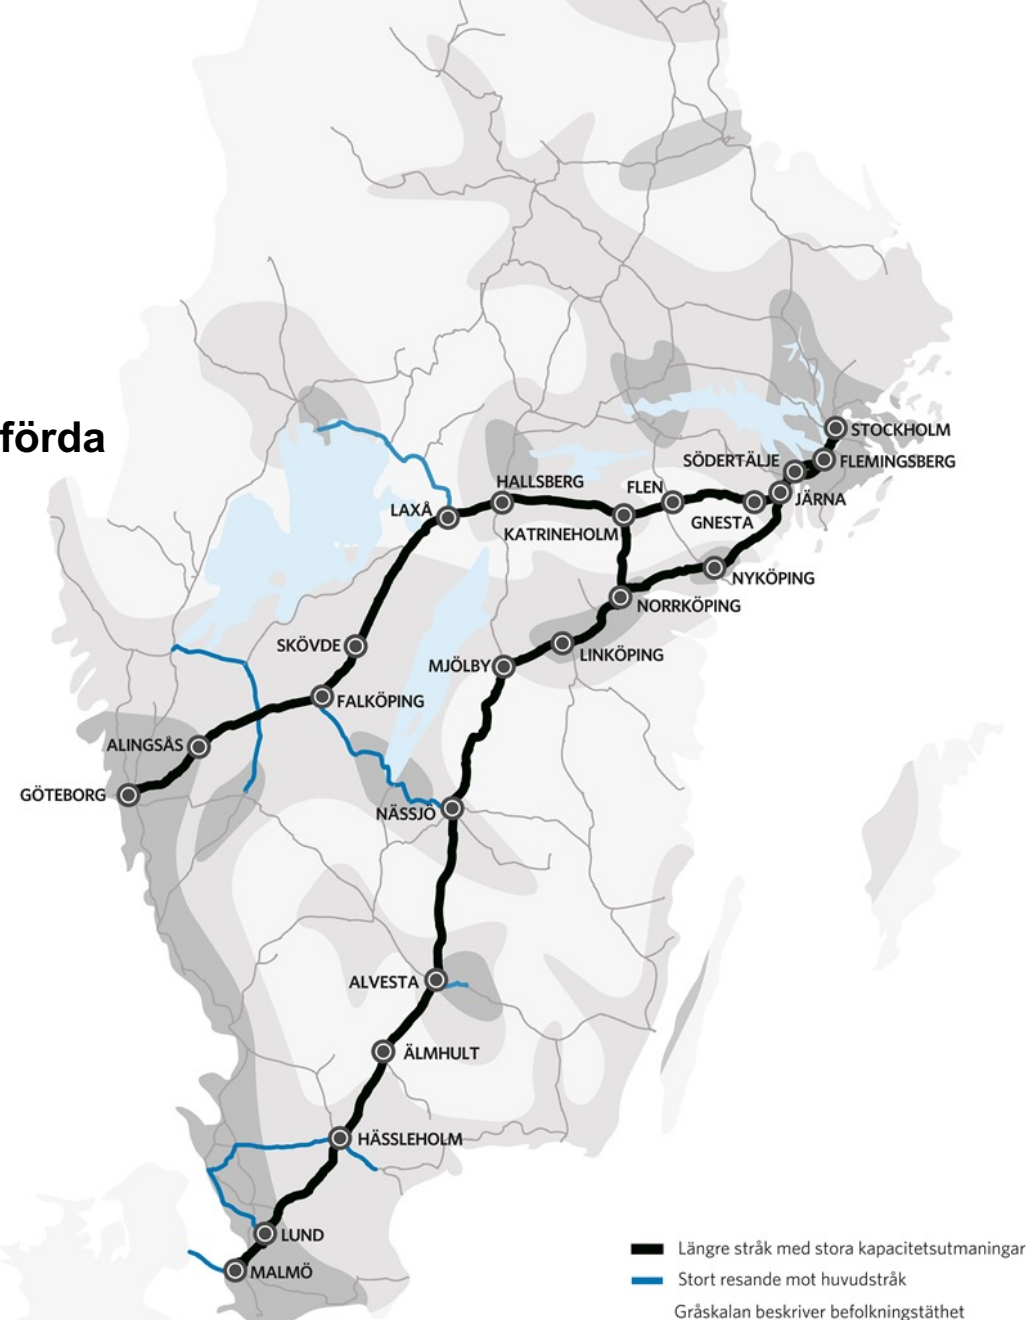 förda
STOCKHOLM
FLEMINGSBERG
SÖDERTÄLJE
JÄRNA
HALLSBERG
FLEN
GNESTA
LAXÅ
KATRINEHOLM
NYKÖPING
NORRKÖPING
SKÖVDE
LINKÖPING
MJÖLBY
FALKÖPING
ALINGSÅS
GÖTEBORG
NÄSSJÖ
ALVESTA
ÄLMHULT
HÄSSLEHOLM
LUND
MALMÖ
Längre stråk med stora kapacitetsutmaningar
Stort resande mot huvudstråk
Gråskalan beskriver befolkningstäthet